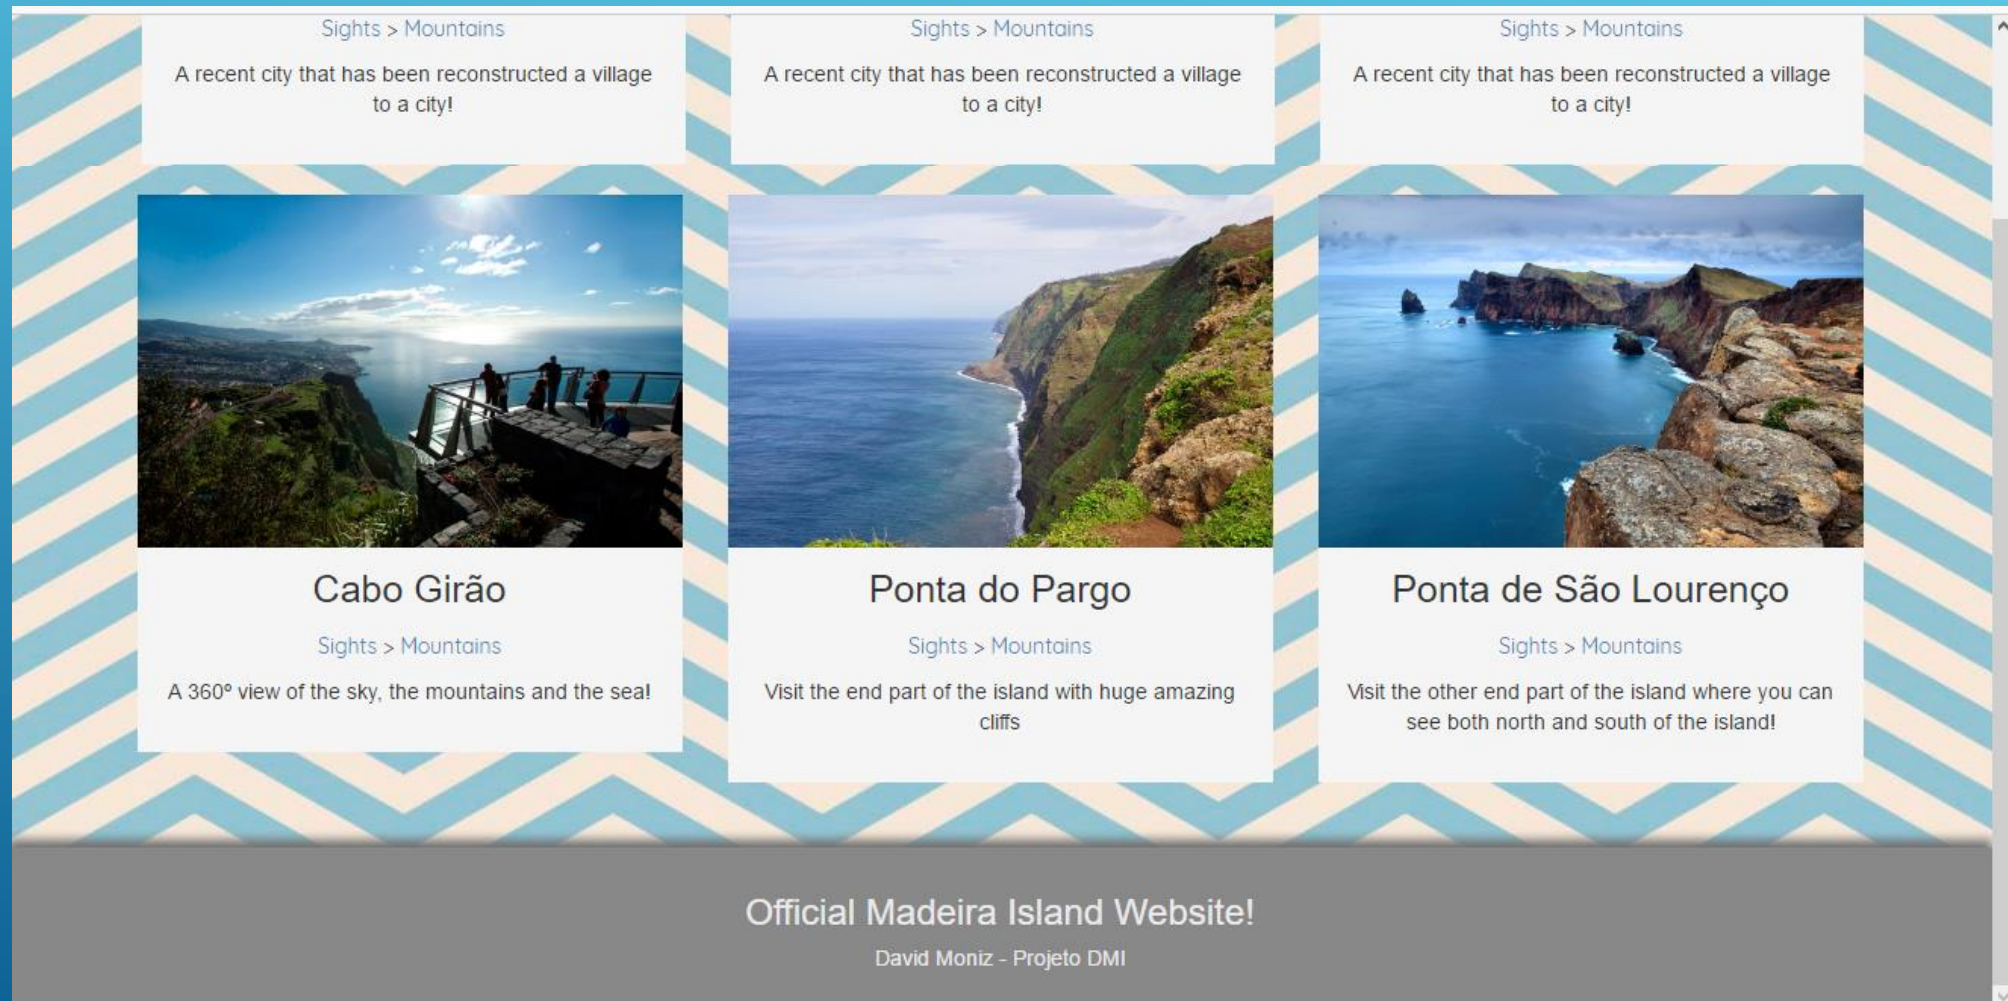 Sights > Mountains
A recent city that has been reconstructed a village
to a city!
Sights > Mountains
A recent city that has been reconstructed a village
to a city!
Sights > Mountains
A recent city that has been reconstructed a village
to a city!
Cabo Girão
Sights > Mountains
A 360º view of the sky, the mountains and the sea!
Ponta do Pargo
Sights > Mountains
Visit the end part of the island with huge amazing
cliffs
Ponta de São Lourenço
Sights > Mountains
Visit the other end part of the island where you can
see both north and south of the island!
Official Madeira Island Website!
David Moniz - Projeto DMI